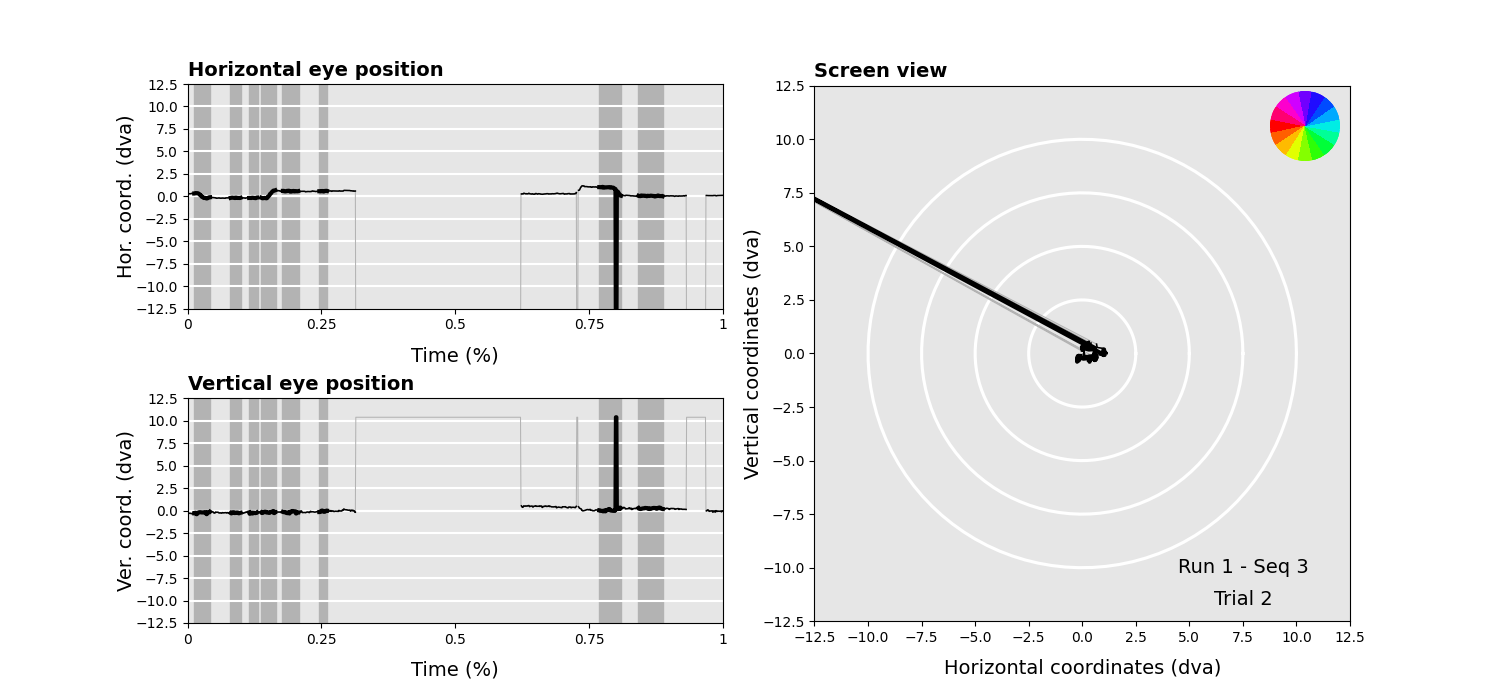 Horizontal eye position
Hor. coord. (dva)
12.5
10.0
7.5
5.0
2.5
0.0
−2.5
−5.0
−7.5
−10.0
−12.5
0 0.25 0.5 0.75 1
Time (%)
Vertical eye position
Ver. coord. (dva)
12.5
10.0
7.5
5.0
2.5
0.0
−2.5
−5.0
−7.5
−10.0
−12.5
0 0.25 0.5 0.75 1
Time (%)
Screen view
Vertical coordinates (dva)
12.5
10.0
7.5
5.0
2.5
0.0
−2.5
−5.0
−7.5
−10.0
−12.5
Run 1 - Seq 3
Trial 2
−12.5 −10.0 −7.5 −5.0 −2.5 0.0 2.5 5.0 7.5 10.0 12.5
Horizontal coordinates (dva)